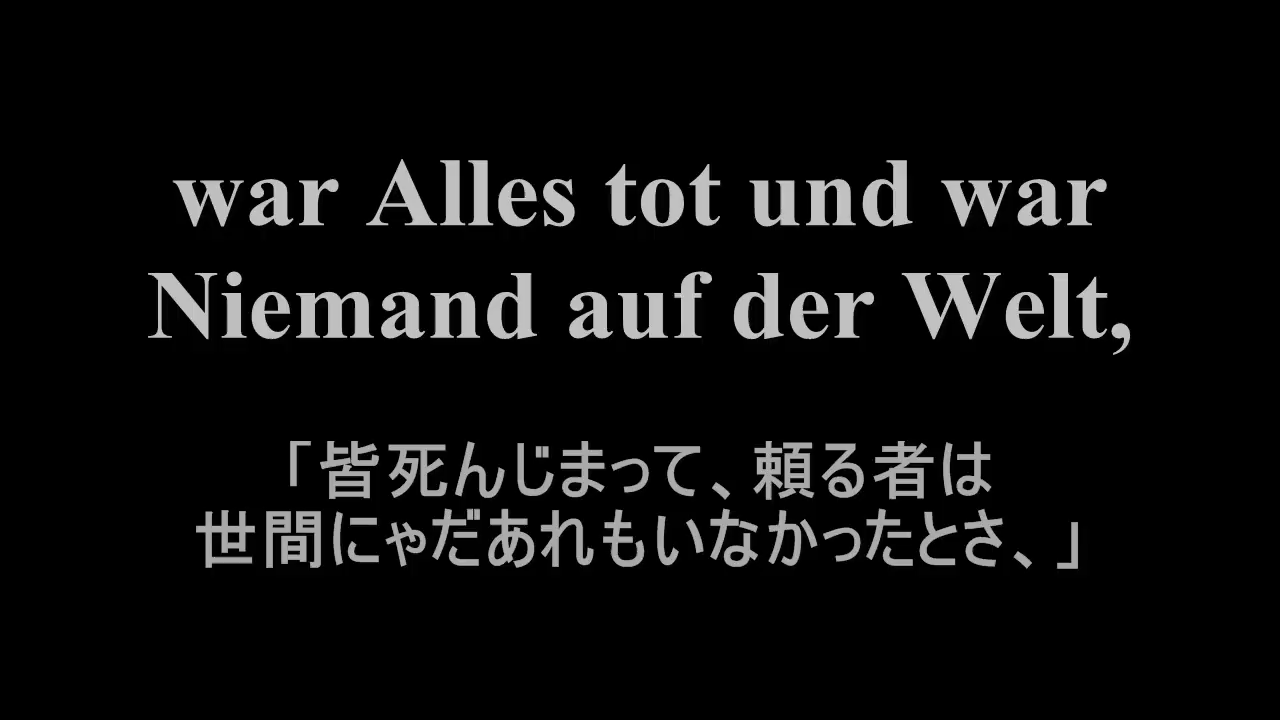 war Alles tot und war
Niemand auf der Welt,
「皆死んじまって、頼る者は
世間にゃだあれもいなかったとさ、」